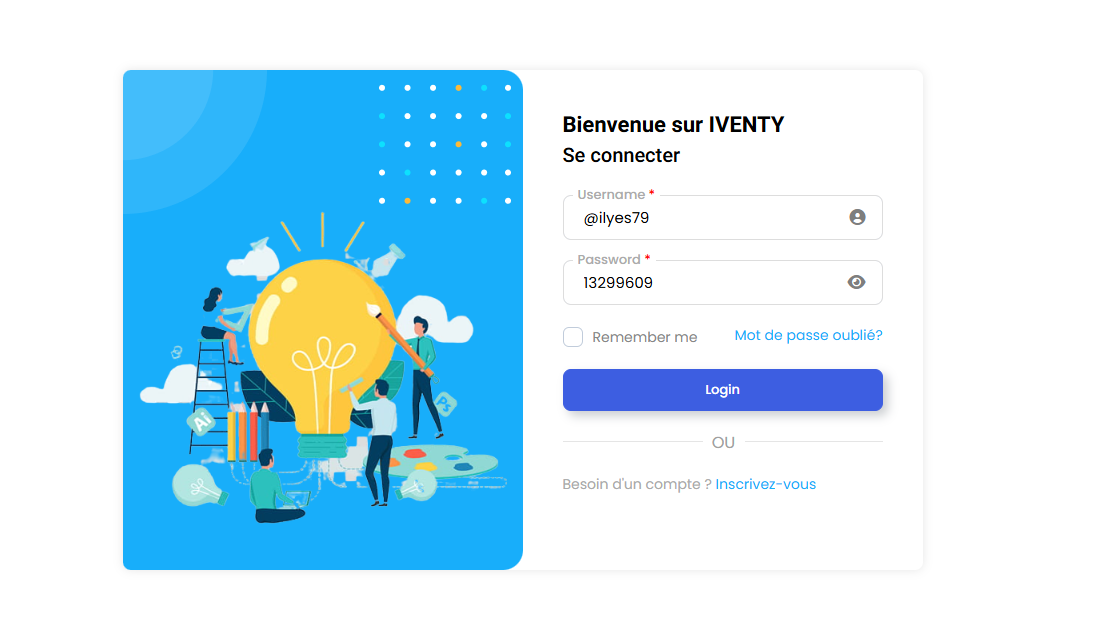 Bienvenue sur IVENTY
Se connecter
Username *
@ilyes79
Password *
13299609
Remember me
Mot de passe oublié?
Login
OU
Besoin d'un compte ? Inscrivez-vous
Ai
Ps